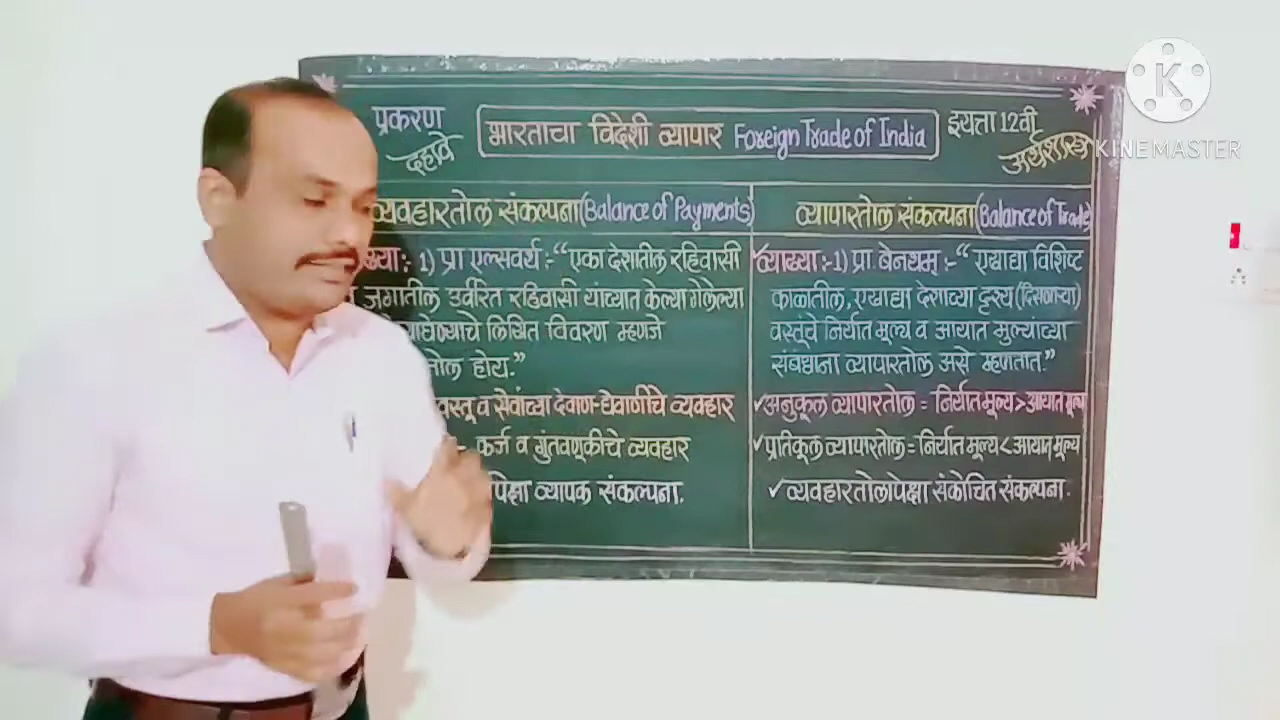 प्रकरण दहावे
भारताचा विदेशी व्यापार Foreign Trade of India
इयत्ता 12वी
अर्थशास्त्र
K
KINEMASTER
व्यवहारतोल संकल्पना (Balance of Payments)
1) प्रा एल्सवर्थ :- "एका देशातील रहिवासी
जगातील उर्वरित रहिवासी यांच्यात केल्या गेलेल्या
लिखित विवरण म्हणजे
होय."
वस्तू व सेवांच्या देवाण-घेवाणीचे व्यवहार
कर्ज व गुंतवणूकीचे व्यवहार
व्यापक संकल्पना.
व्यापारतोल संकल्पना (Balance of Trade)
✓व्याख्या :- 1) प्रा बेनथम् :- "एखाद्या विशिष्ट
काळातील, एखाद्या देशाच्या दृश्य (दिसणाऱ्या)
वस्तूंचे निर्यात मूल्य व आयात मुल्यांच्या
संबंधाना व्यापारतोल असे म्हणतात."
✓अनुकूल व्यापारतोल = निर्यात मूल्य > आयात मूल्य
✓प्रतिकूल व्यापारतोल = निर्यात मूल्य < आयात मूल्य
✓व्यवहारतोलापेक्षा संकोचित संकल्पना.